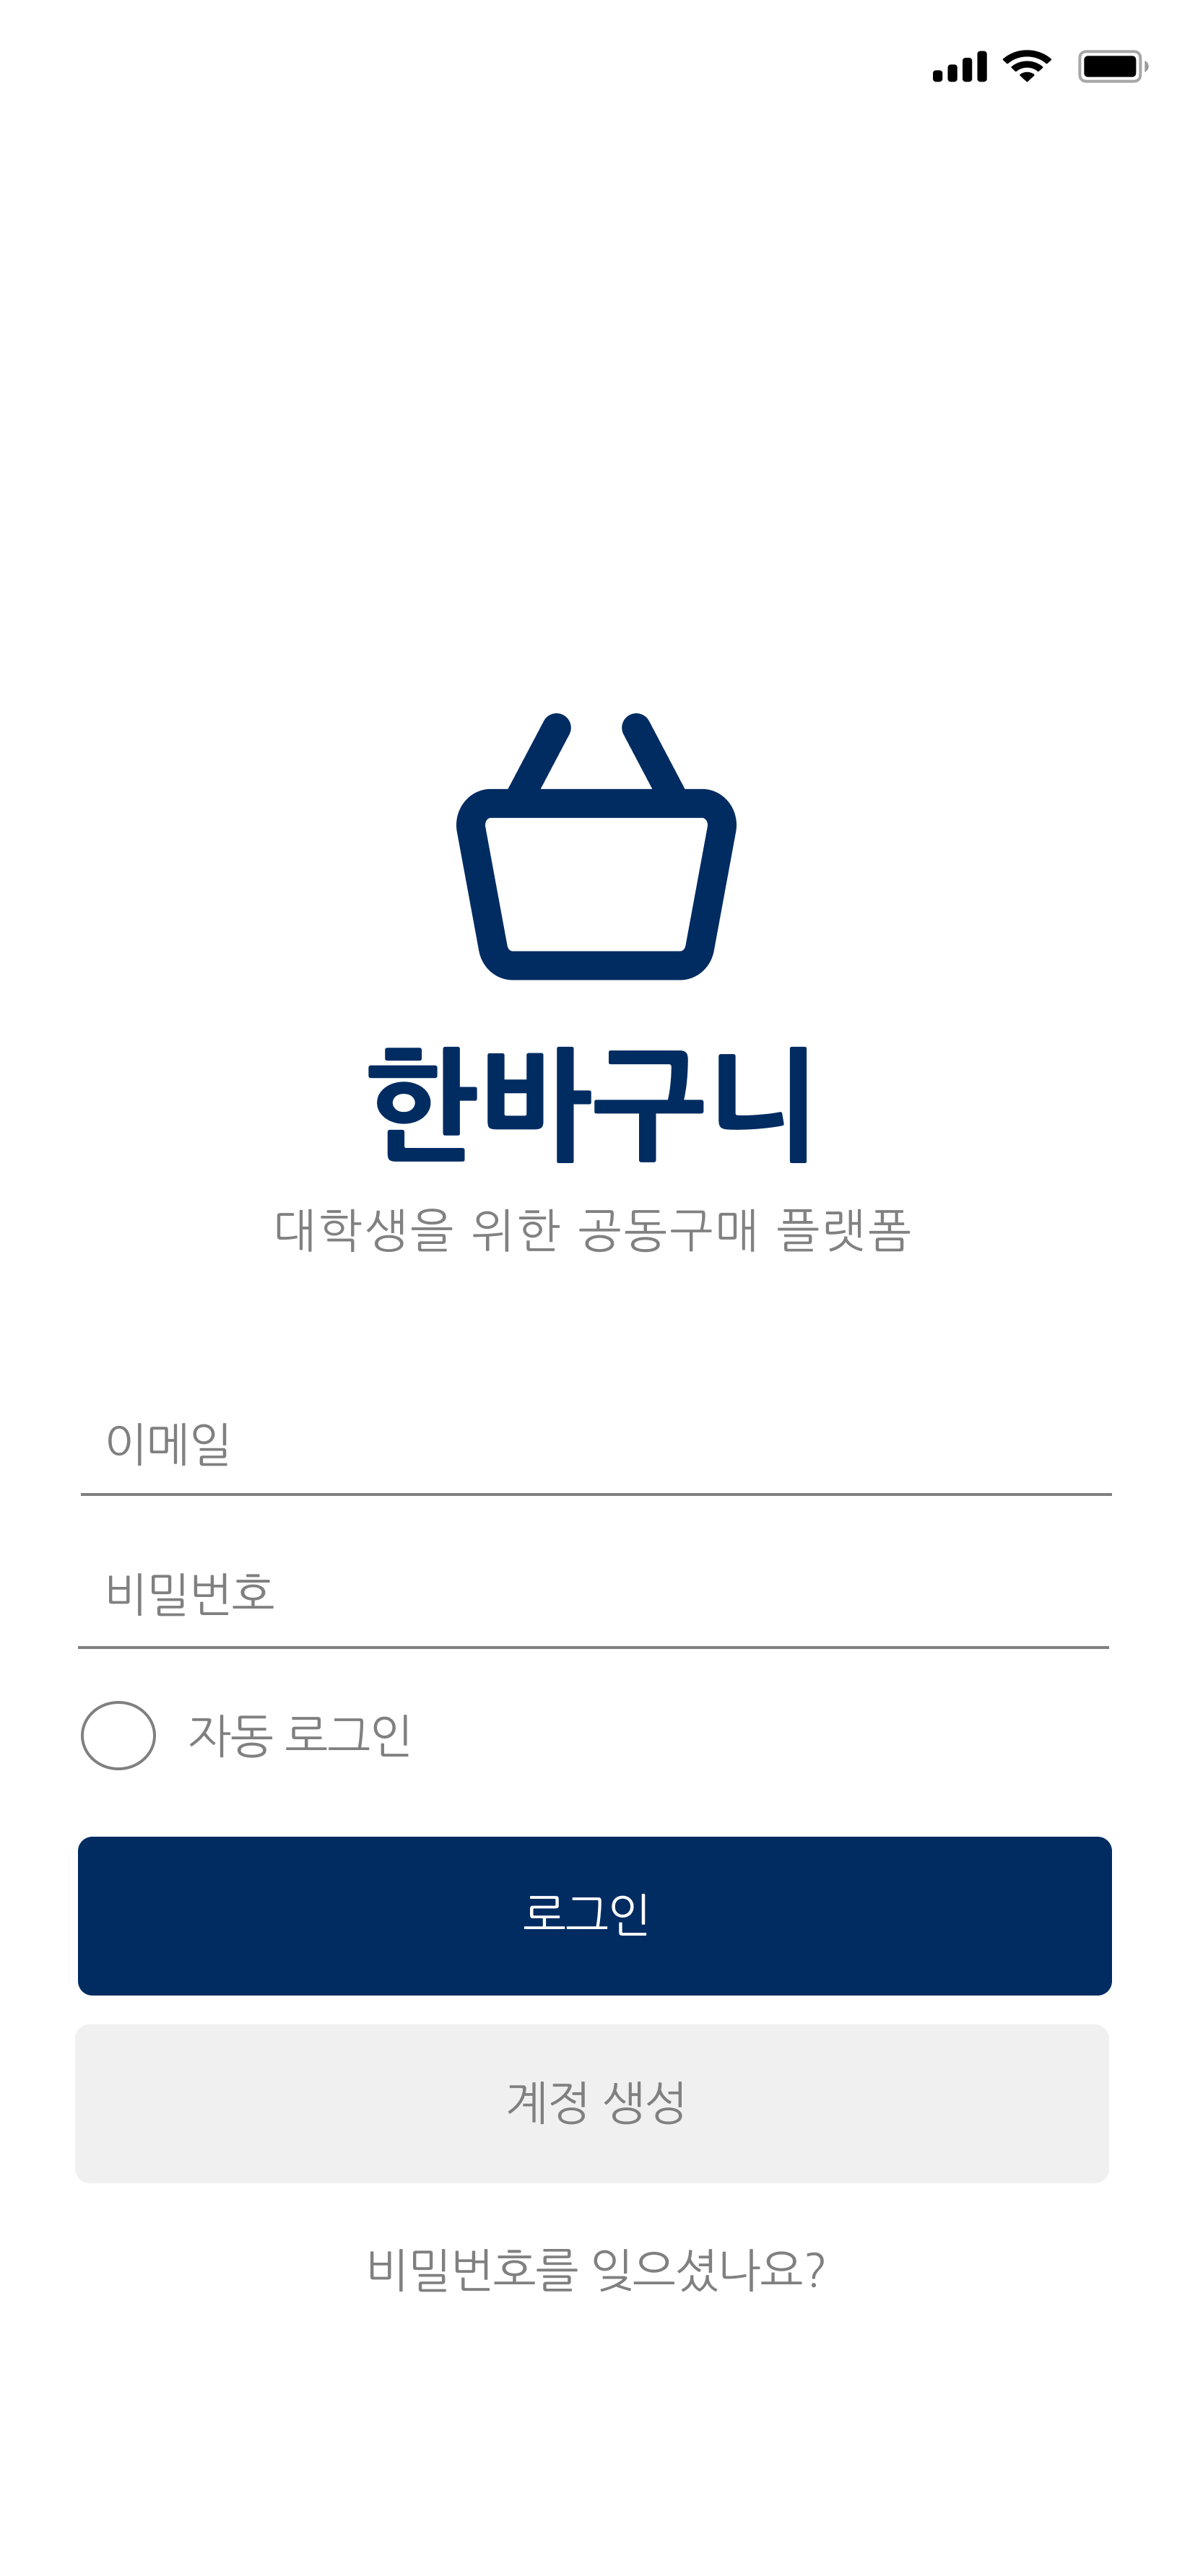 한바구니
대학생을 위한 공동구매 플랫폼
이메일
비밀번호
자동 로그인
로그인
계정 생성
비밀번호를 잊으셨나요?